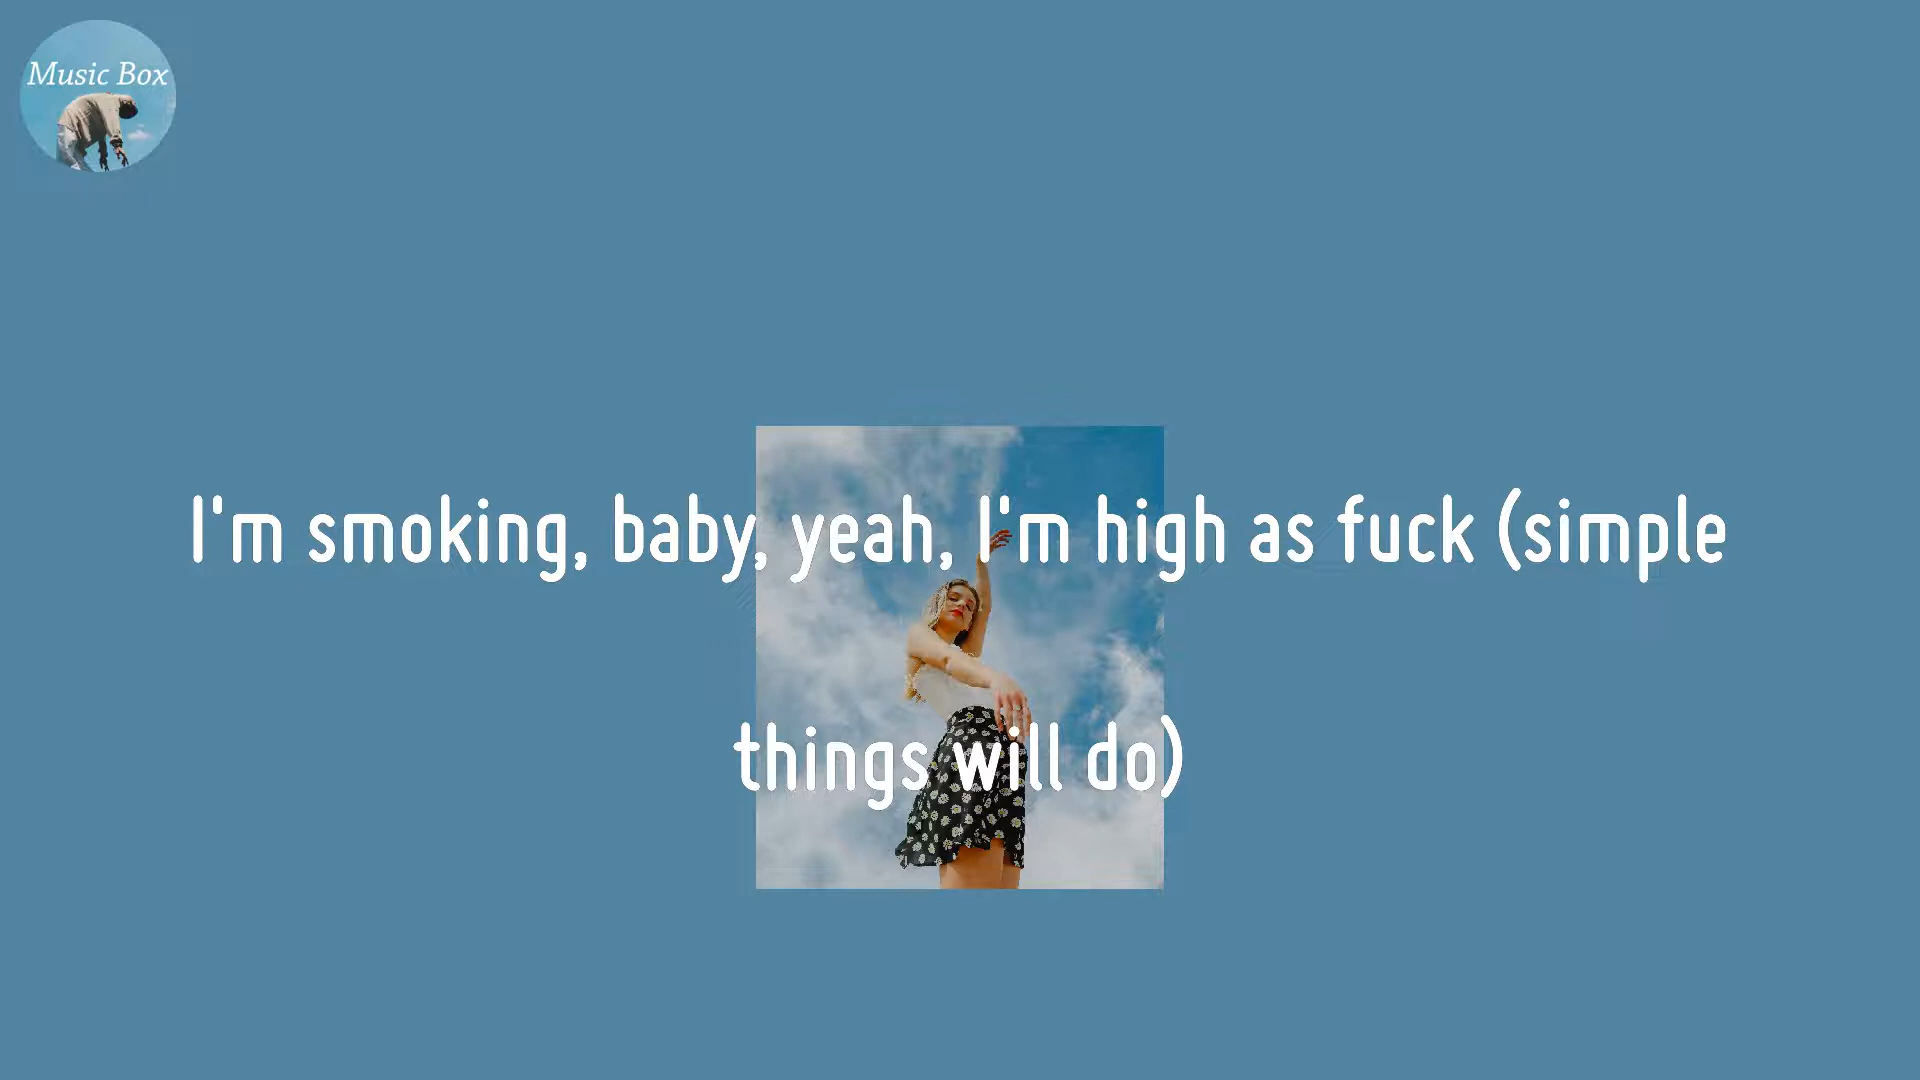 Music Box
I'm smoking, baby, yeah, I'm high as fuck (simple
things will do)